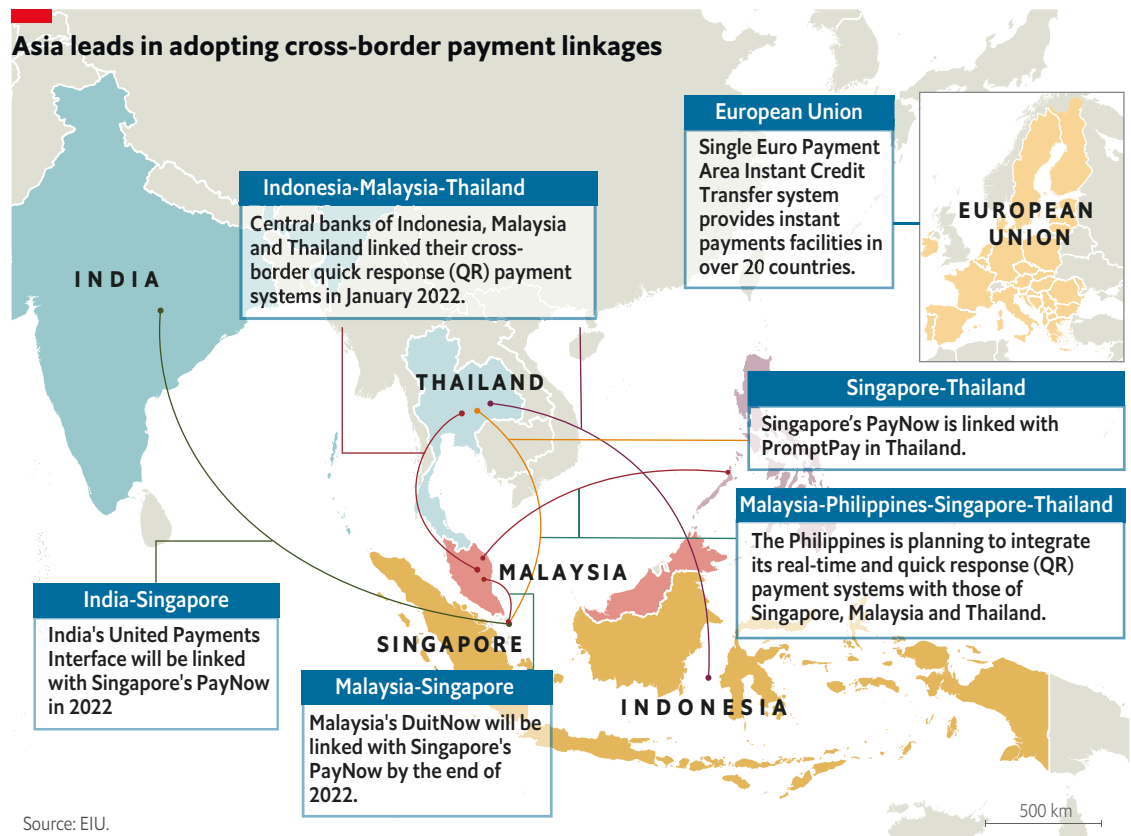 Asia leads in adopting cross-border payment linkages
European Union
Single Euro Payment
Area Instant Credit
Transfer system
provides instant
payments facilities in
over 20 countries.
EUROPEAN
UNION
Indonesia-Malaysia-Thailand
Central banks of Indonesia, Malaysia
and Thailand linked their cross-
border quick response (QR) payment
systems in January 2022.
INDIA
THAILAND
Singapore-Thailand
Singapore's PayNow is linked with
PromptPay in Thailand.
Malaysia-Philippines-Singapore-Thailand
The Philippines is planning to integrate
its real-time and quick response (QR)
payment systems with those of
Singapore, Malaysia and Thailand.
MALAYSIA
India-Singapore
India's United Payments
Interface will be linked
with Singapore's PayNow
in 2022
SINGAPORE
Malaysia-Singapore
Malaysia's DuitNow will be
linked with Singapore's
PayNow by the end of
2022.
INDONESIA
500 km
Source: EIU.